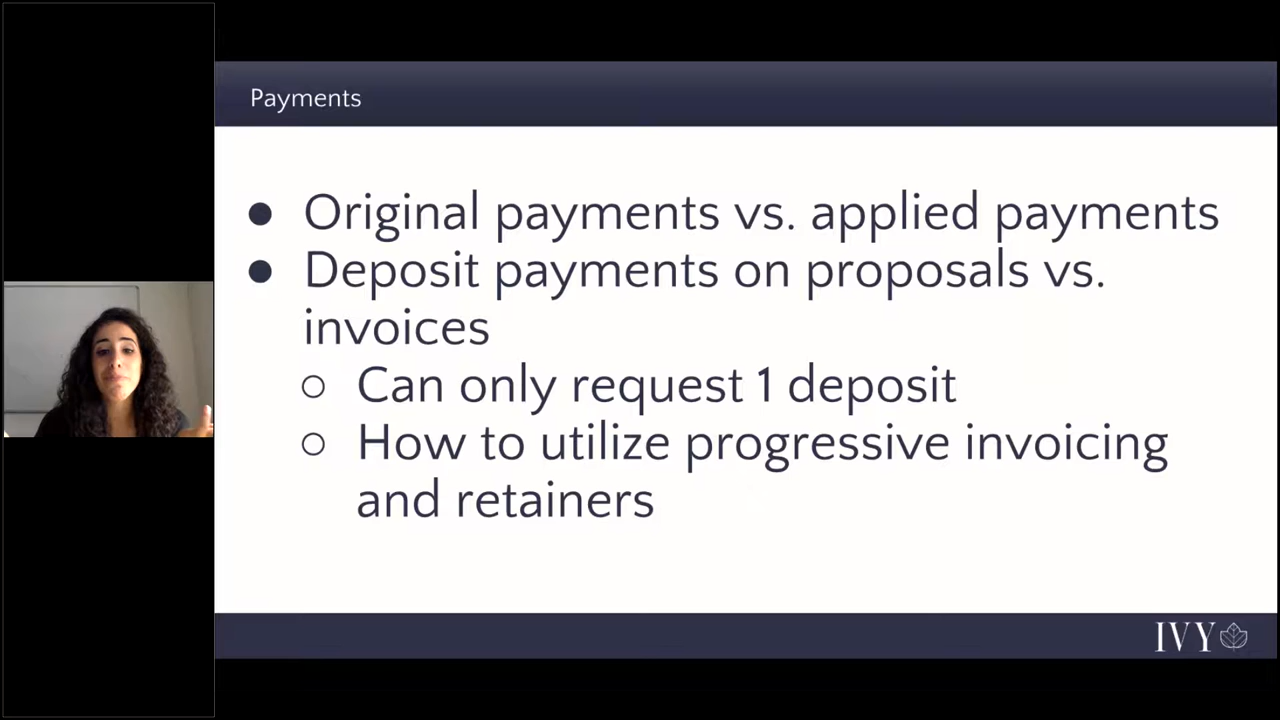 Payments
● Original payments vs. applied payments
● Deposit payments on proposals vs.
invoices
○ Can only request 1 deposit
○ How to utilize progressive invoicing
and retainers
IVY